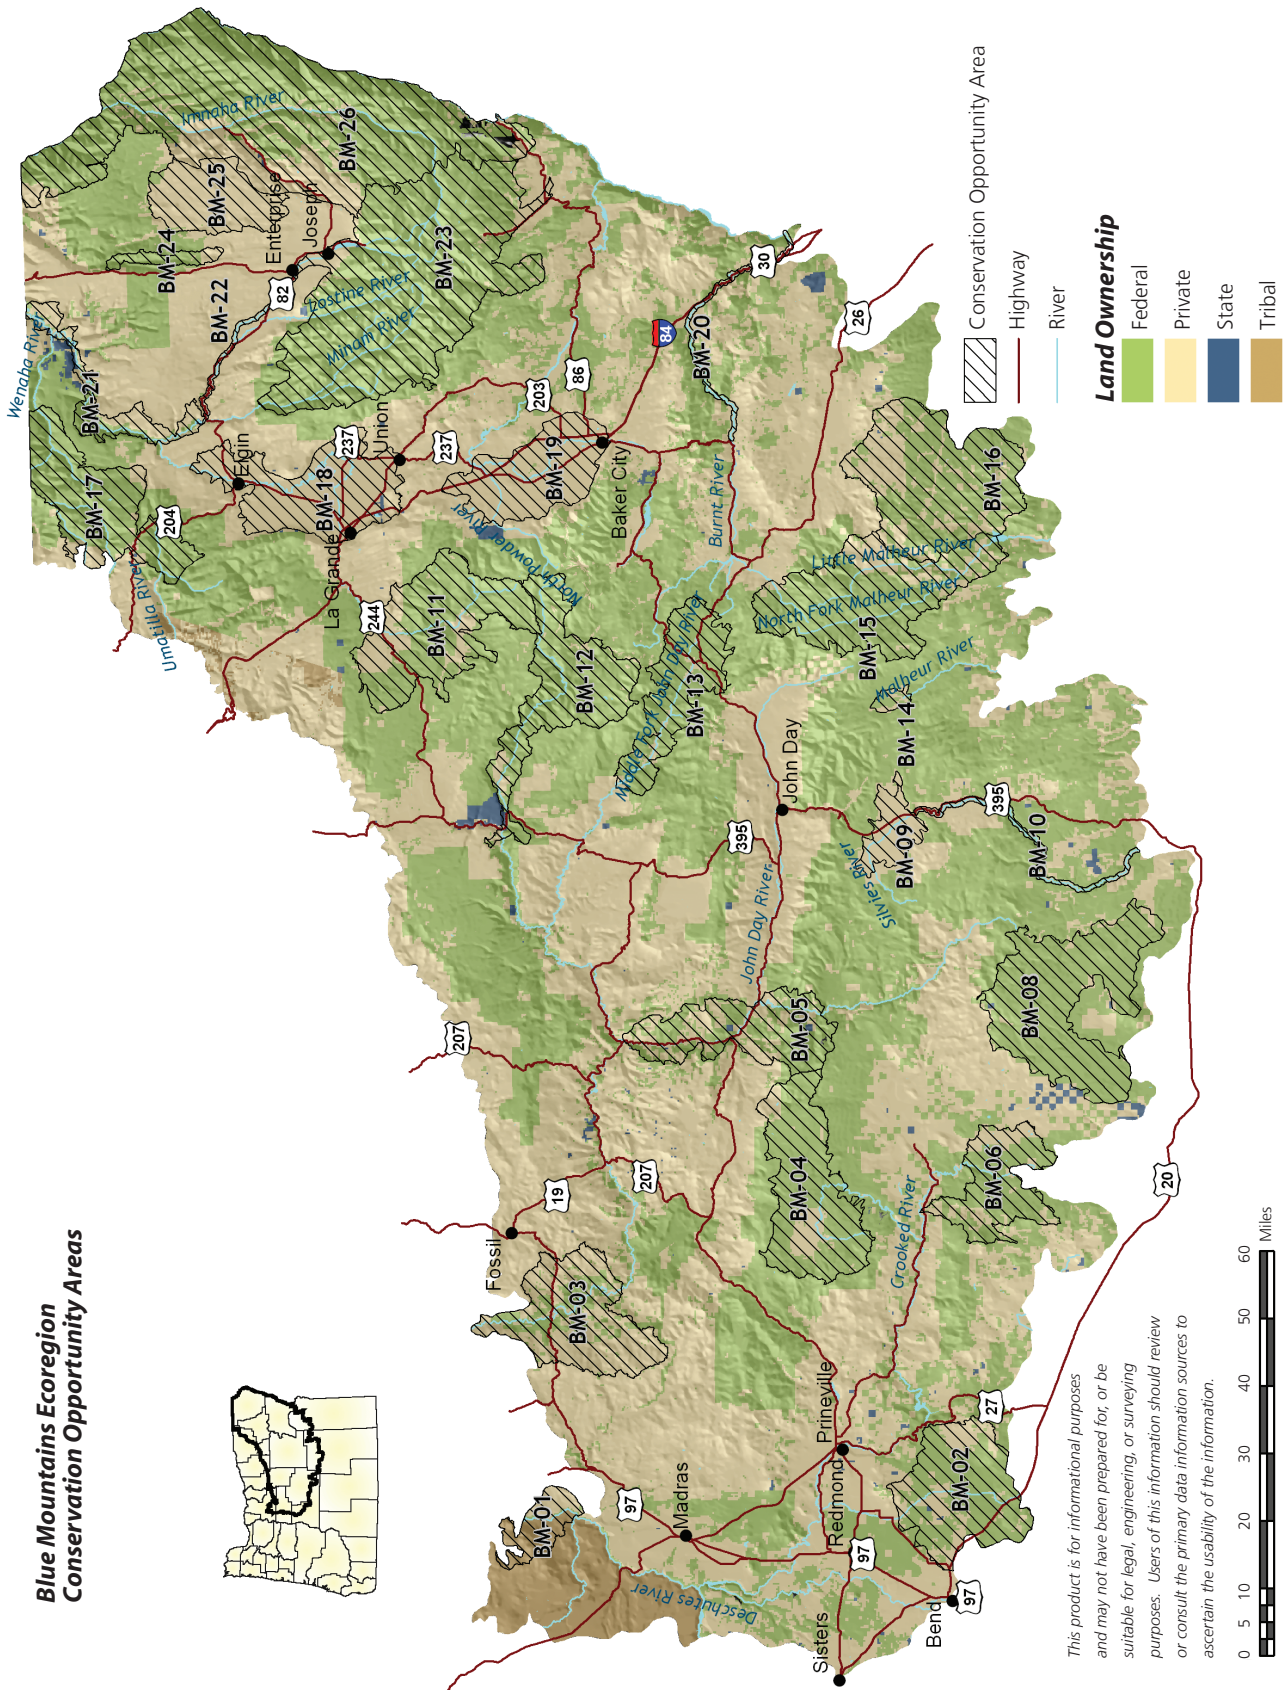 Blue Mountains Ecoregion
Conservation Opportunity Areas
Conservation Opportunity Area
Highway
River
Land Ownership
Federal
Private
State
Tribal
This product is for informational purposes
and may not have been prepared for, or be
suitable for legal, engineering, or surveying
purposes. Users of this information should review
or consult the primary data information sources to
ascertain the usability of the information.
0 5 10 20 30 40 50 60
Miles
BM-01
BM-02
BM-03
BM-04
BM-05
BM-06
BM-08
BM-09
BM-10
BM-11
BM-12
BM-13
BM-14
BM-15
BM-16
BM-17
BM-18
BM-19
BM-20
BM-21
BM-22
BM-23
BM-24
BM-25
BM-26
Sisters
Bend
Redmond
Prineville
Madras
Fossil
John Day
Baker City
La Grande
Union
Elgin
Enterprise
Joseph
Deschutes River
Crooked River
John Day River
Silvies River
Middle Fork John Day River
Malheur River
North Fork Malheur River
Little Malheur River
Burnt River
North Powder River
Umatilla River
Wenaha River
Minam River
Lostine River
Imnaha River
97
97
97
27
20
19
207
207
395
395
26
30
84
86
203
237
237
244
204
82